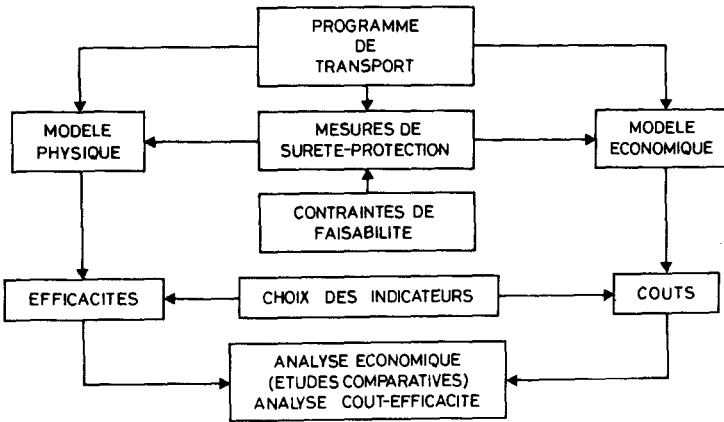 PROGRAMME
DE
TRANSPORT
MODELE
PHYSIQUE
MESURES DE
SURETE-PROTECTION
MODELE
ECONOMIQUE
CONTRAINTES DE
FAISABILITE
EFFICACITES
CHOIX DES INDICATEURS
COUTS
ANALYSE ECONOMIQUE
(ETUDES COMPARATIVES)
ANALYSE COUT-EFFICACITE